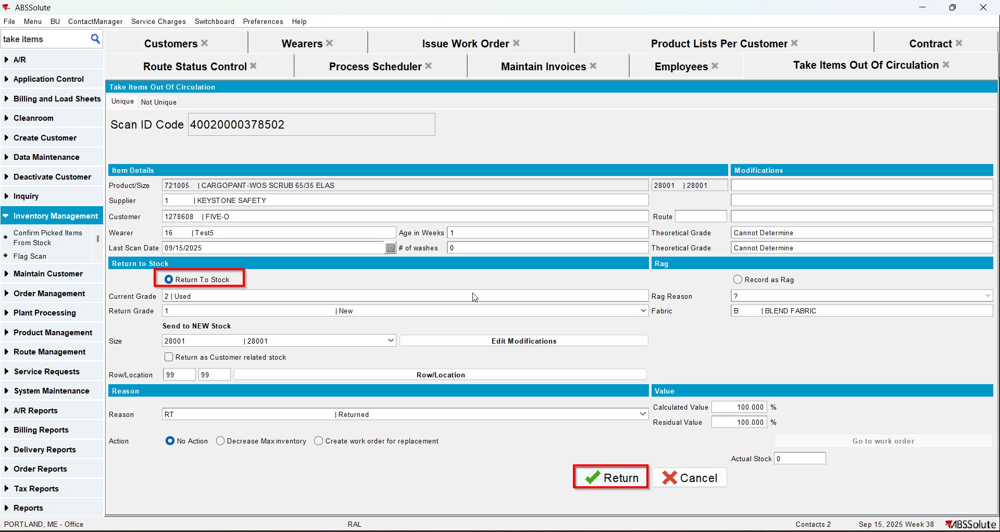 ABSSolute
File Menu BU ContactManager Service Charges Switchboard Preferences Help
take items
Customers Wearers Issue Work Order Product Lists Per Customer Contract
Route Status Control Process Scheduler Maintain Invoices Employees Take Items Out Of Circulation
A/R
Application Control
Billing and Load Sheets
Cleanroom
Create Customer
Data Maintenance
Deactivate Customer
Inquiry
Inventory Management
Confirm Picked Items
From Stock
Flag Scan
Maintain Customer
Order Management
Plant Processing
Product Management
Route Management
Service Requests
System Maintenance
A/R Reports
Billing Reports
Delivery Reports
Order Reports
Tax Reports
Reports
Take Items Out Of Circulation
Unique Not Unique
Scan ID Code 40020000378502
Item Details Modifications
Product/Size 721005 | CARGOPANT-WOS SCRUB 65/35 ELAS 28001 | 28001
Supplier 1 | KEYSTONE SAFETY
Customer 1278608 | FIVE-O Route
Wearer 16 | Test5 Age in Weeks 1 Theoretical Grade Cannot Determine
Last Scan Date 09/15/2025 16 # of washes 0 Theoretical Grade Cannot Determine
Return to Stock Rag
Return To Stock Record as Rag
Current Grade 2 | Used Rag Reason ?
Return Grade 1 | New Fabric B | BLEND FABRIC
Send to NEW Stock
Size 28001 | 28001 Edit Modifications
Return as Customer related stock
Row/Location 99 99 Row/Location
Reason Value
Calculated Value 100.000 %
Reason RT | Returned
Residual Value 100.000 %
Action No Action Decrease Max inventory Create work order for replacement Go to work order
Actual Stock 0
Return Cancel
PORTLAND, ME - Office RAL Contacts 2 Sep 15, 2025 Week 38 ABSSolute